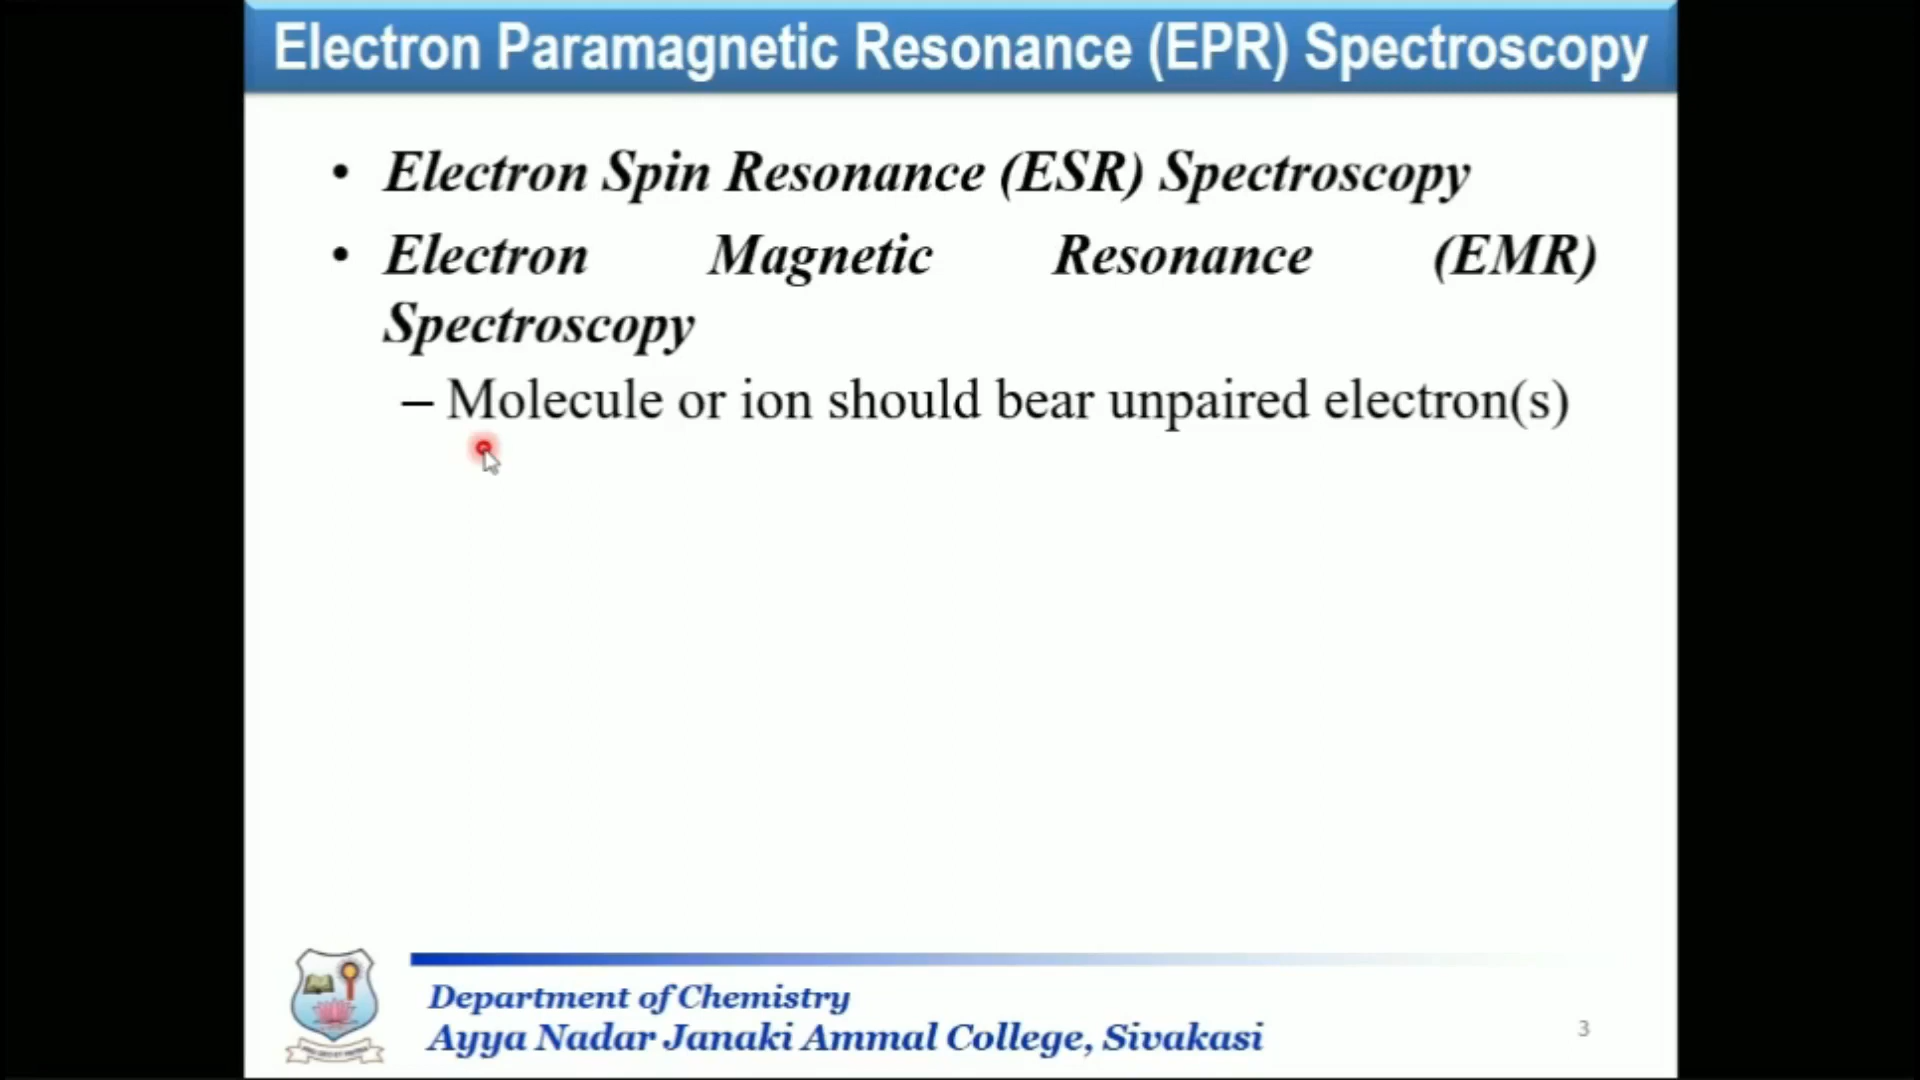 Electron Paramagnetic Resonance (EPR) Spectroscopy
• Electron Spin Resonance (ESR) Spectroscopy
• Electron Magnetic Resonance (EMR)
Spectroscopy
– Molecule or ion should bear unpaired electron(s)
Department of Chemistry
Ayya Nadar Janaki Ammal College, Sivakasi
3